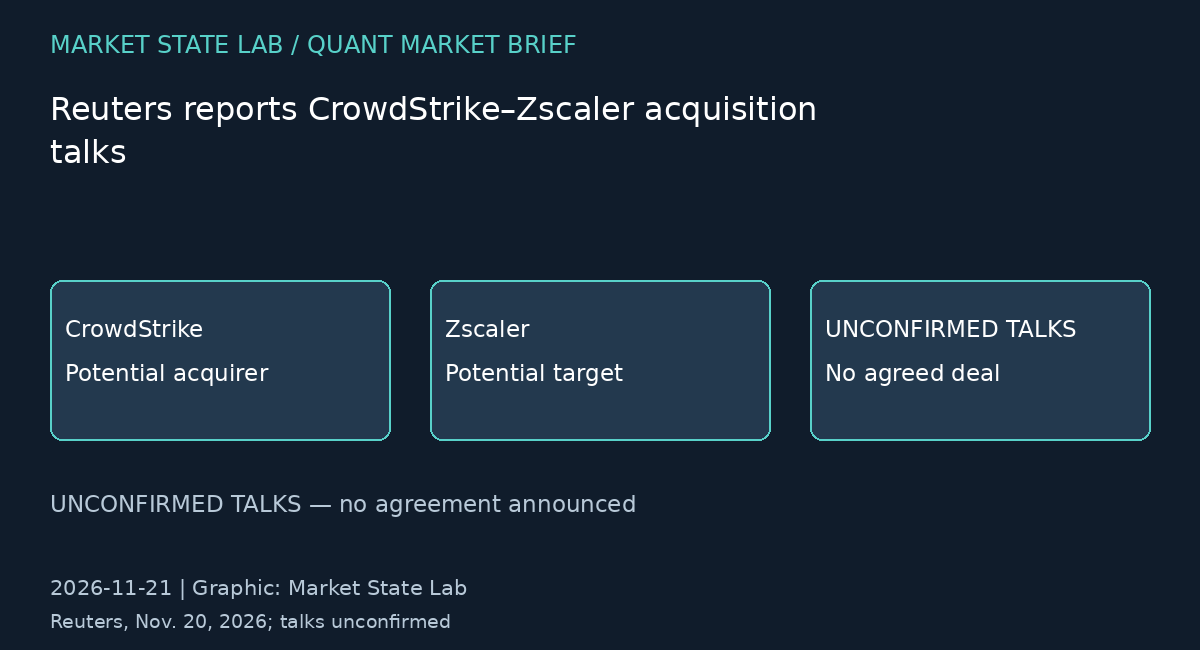 MARKET STATE LAB / QUANT MARKET BRIEF
Reuters reports CrowdStrike–Zscaler acquisition
talks
CrowdStrike
Potential acquirer
Zscaler
Potential target
UNCONFIRMED TALKS
No agreed deal
UNCONFIRMED TALKS — no agreement announced
2026-11-21 | Graphic: Market State Lab
Reuters, Nov. 20, 2026; talks unconfirmed